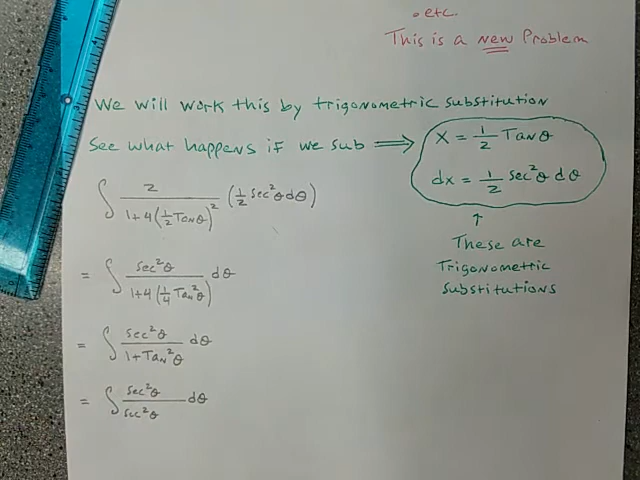 . etc.
This is a new Problem
We will work this by trigonometric substitution
See what happens if we sub ⟹ x = 1/2 Tan θ
dx = 1/2 sec²θ dθ
∫ 2 / (1+4(1/2 Tan θ)²) (1/2 sec²θ dθ)
↑
These are
Trigonometric
substitutions
= ∫ sec²θ / (1+4(1/4 Tan²θ)) dθ
= ∫ sec²θ / (1+Tan²θ) dθ
= ∫ sec²θ / sec²θ dθ